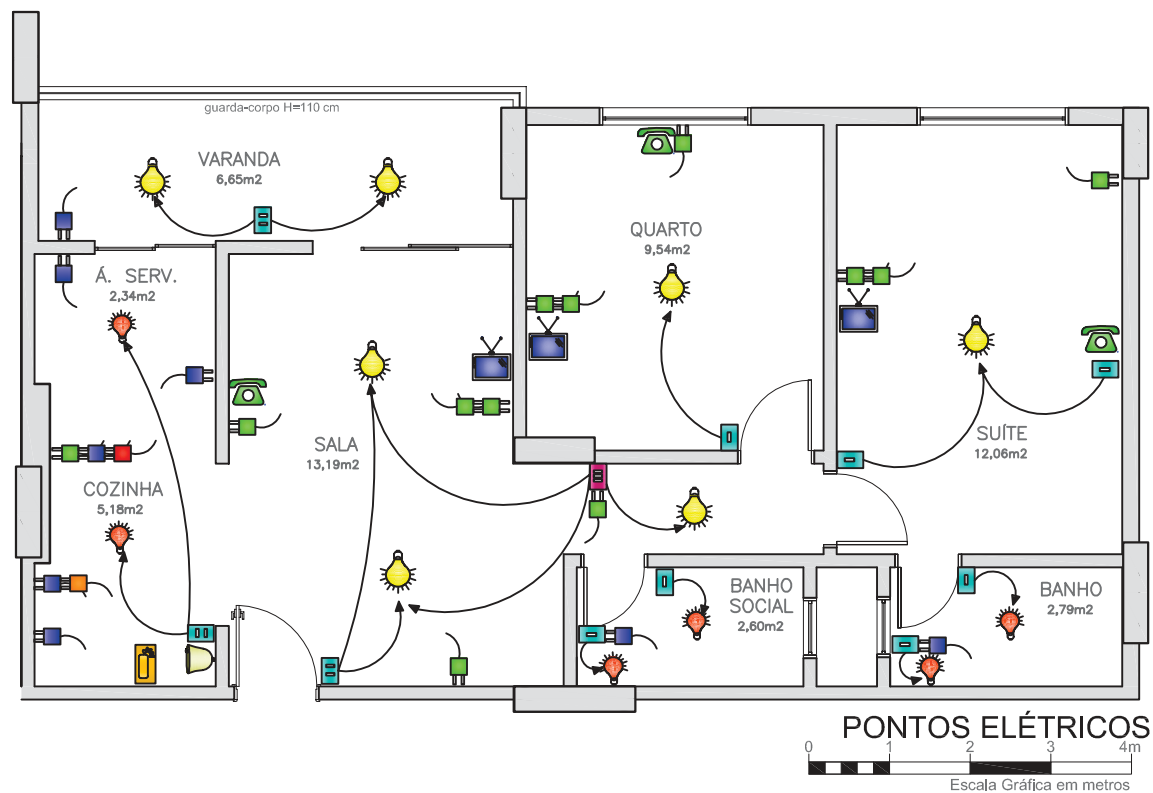 guarda-corpo H=110 cm
VARANDA
6,65m2
QUARTO
9,54m2
Á. SERV.
2,34m2
SALA
13,19m2
SUÍTE
12,06m2
COZINHA
5,18m2
BANHO
SOCIAL
2,60m2
BANHO
2,79m2
PONTOS ELÉTRICOS
0 1 2 3 4m
Escala Gráfica em metros